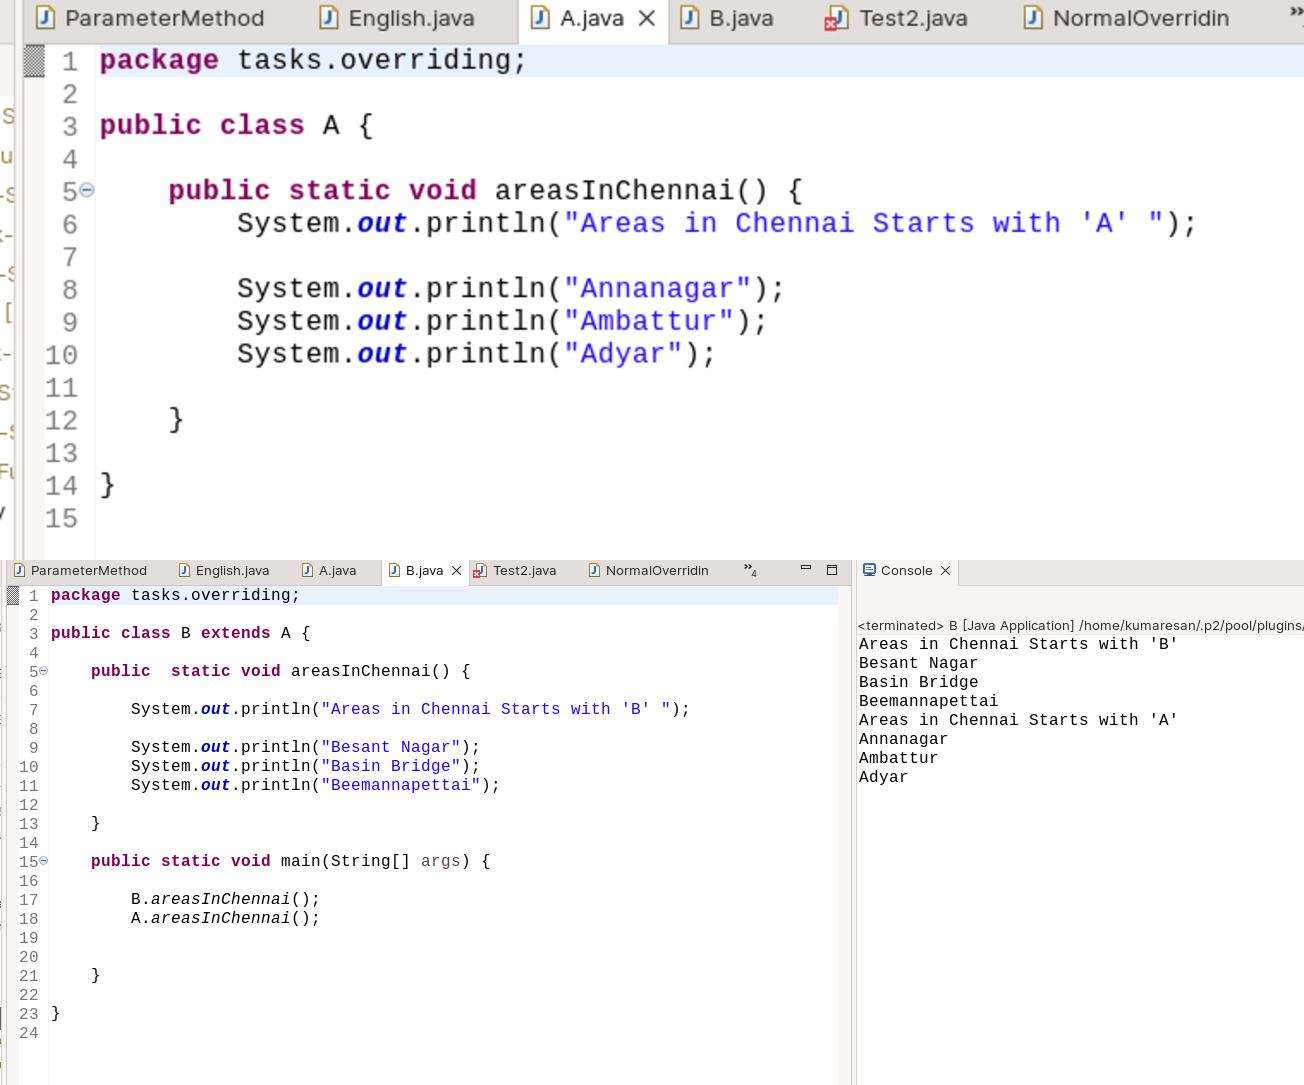 ParameterMethod English.java A.java B.java Test2.java NormalOverridin
1 package tasks.overriding;
2
3 public class A {
4
5 public static void areasInChennai() {
6 System.out.println("Areas in Chennai Starts with 'A' ");
7
8 System.out.println("Annanagar");
9 System.out.println("Ambattur");
10 System.out.println("Adyar");
11
12 }
13
14 }
15
ParameterMethod English.java A.java B.java Test2.java NormalOverridin 4
1 package tasks.overriding;
2
3 public class B extends A {
4
5 public  static void areasInChennai() {
6
7 System.out.println("Areas in Chennai Starts with 'B' ");
8
9 System.out.println("Besant Nagar");
10 System.out.println("Basin Bridge");
11 System.out.println("Beemannapettai");
12
13 }
14
15 public static void main(String[] args) {
16
17 B.areasInChennai();
18 A.areasInChennai();
19
20
21 }
22
23 }
24
Console
<terminated> B [Java Application] /home/kumaresan/.p2/pool/plugins/
Areas in Chennai Starts with 'B'
Besant Nagar
Basin Bridge
Beemannapettai
Areas in Chennai Starts with 'A'
Annanagar
Ambattur
Adyar